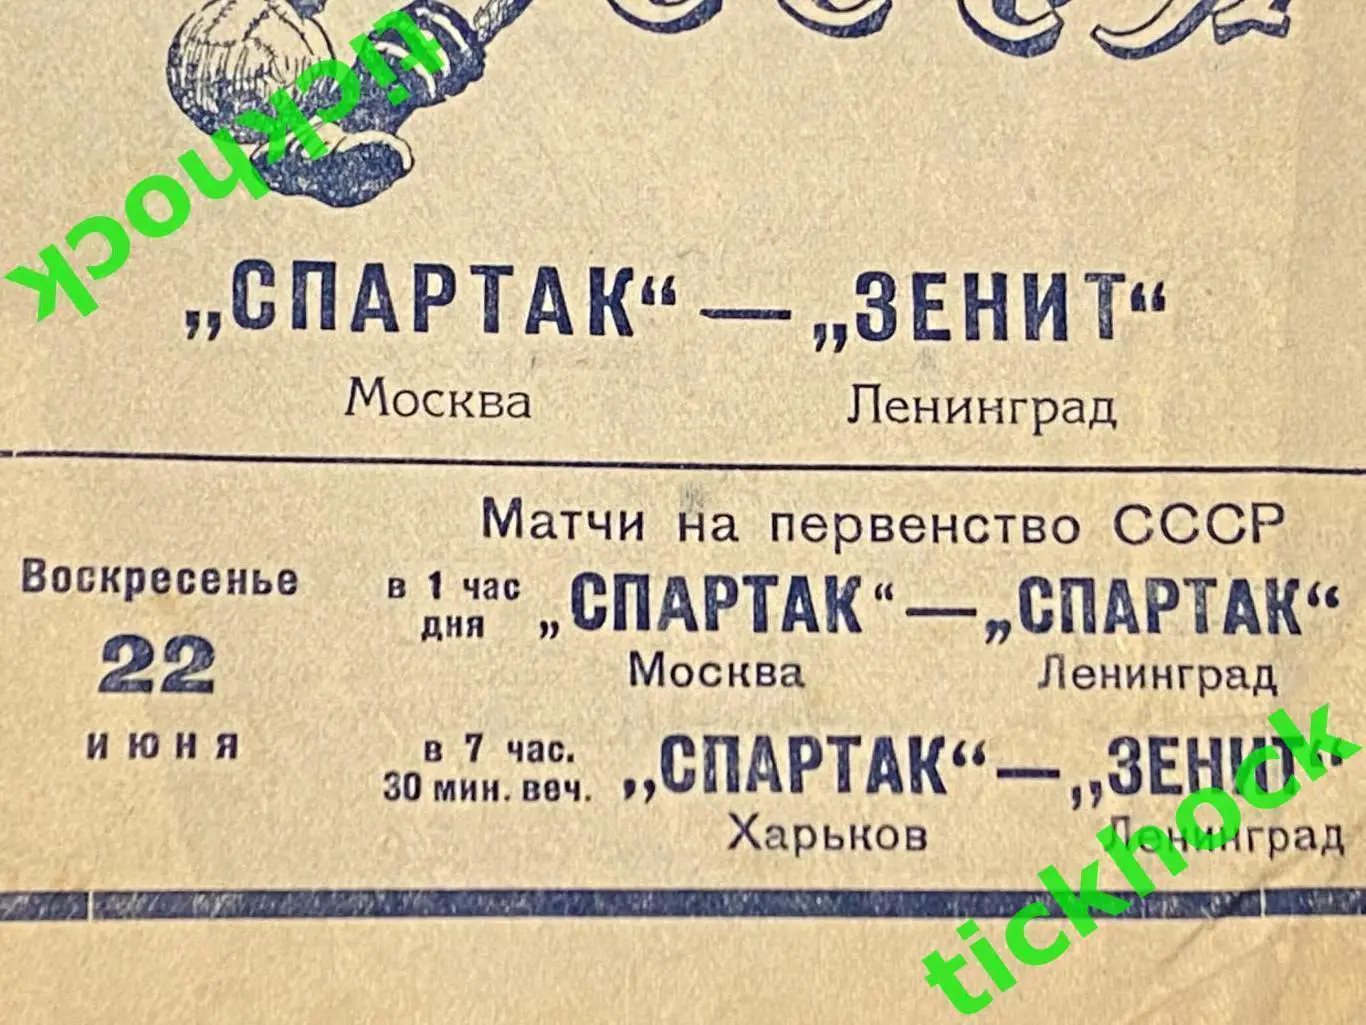 tickhock
„СПАРТАК“ — „ЗЕНИТ“
Москва Ленинград
Матчи на первенство СССР
Воскресенье
22
июня
в 1 час дня „СПАРТАК“ — „СПАРТАК“
Москва Ленинград
в 7 час. 30 мин. веч. „СПАРТАК“ — „ЗЕНИТ“
Харьков Ленинград
tickhock